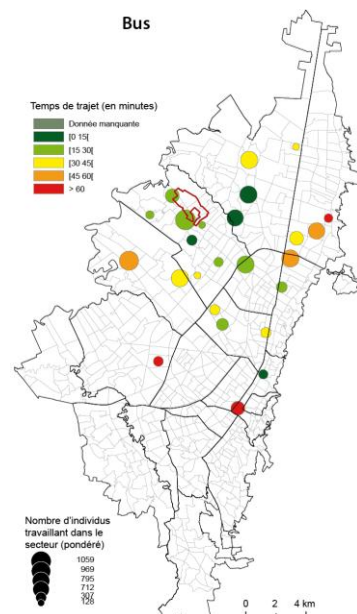 Bus
Temps de trajet (en minutes)
Donnée manquante
[0 15[
[15 30[
[30 45[
[45 60[
> 60
Nombre d'individus
travaillant dans le
secteur (pondéré)
1059
969
795
712
307
128
0 2 4 km